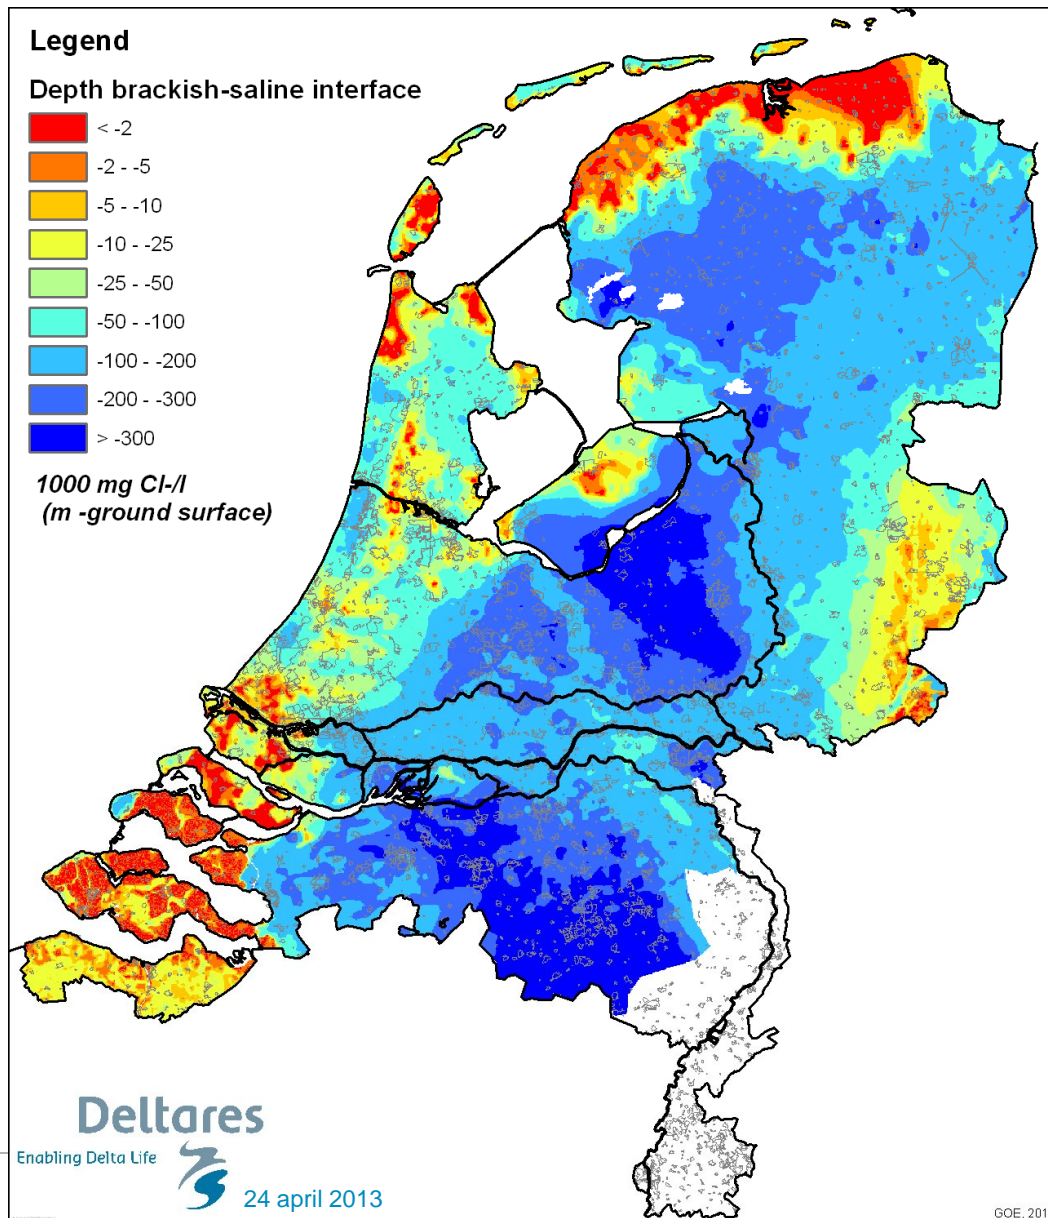 Legend
Depth brackish-saline interface
< -2
-2 - -5
-5 - -10
-10 - -25
-25 - -50
-50 - -100
-100 - -200
-200 - -300
> -300
1000 mg Cl-/l
(m -ground surface)
Deltares
Enabling Delta Life
24 april 2013
GOE, 201